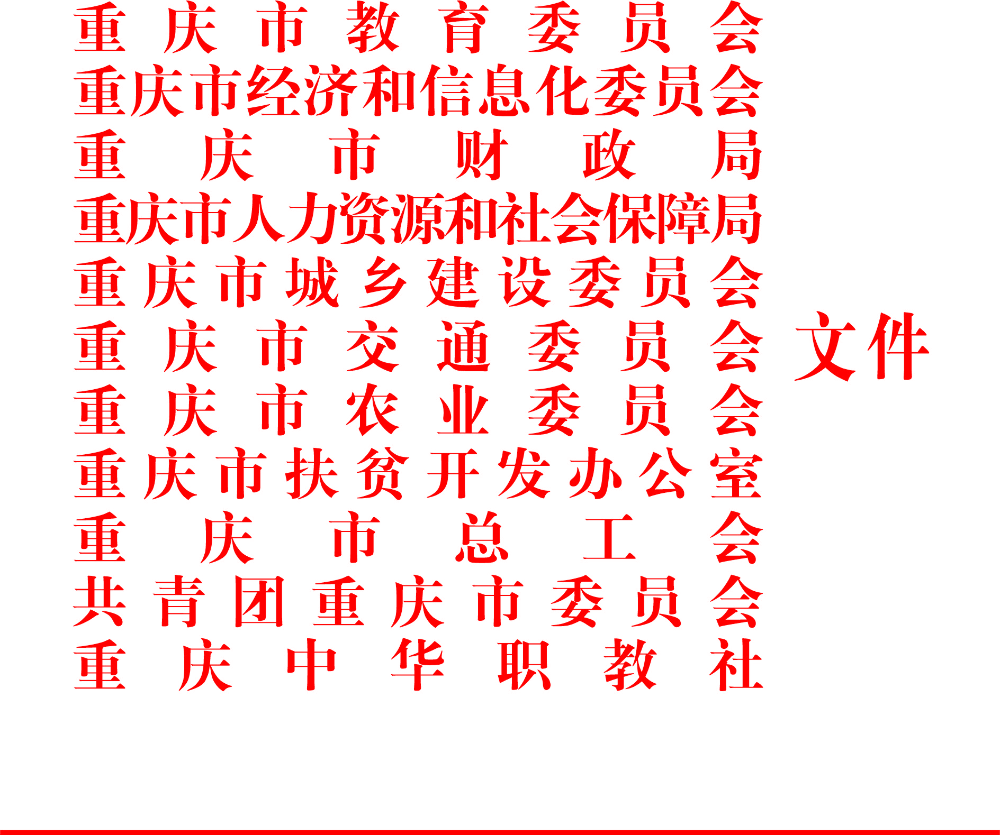 重庆市教育委员会
重庆市经济和信息化委员会
重庆市财政局
重庆市人力资源和社会保障局
重庆市城乡建设委员会
重庆市交通委员会
文件
重庆市农业委员会
重庆市扶贫开发办公室
重庆市总工会
共青团重庆市委员会
重庆中华职教社